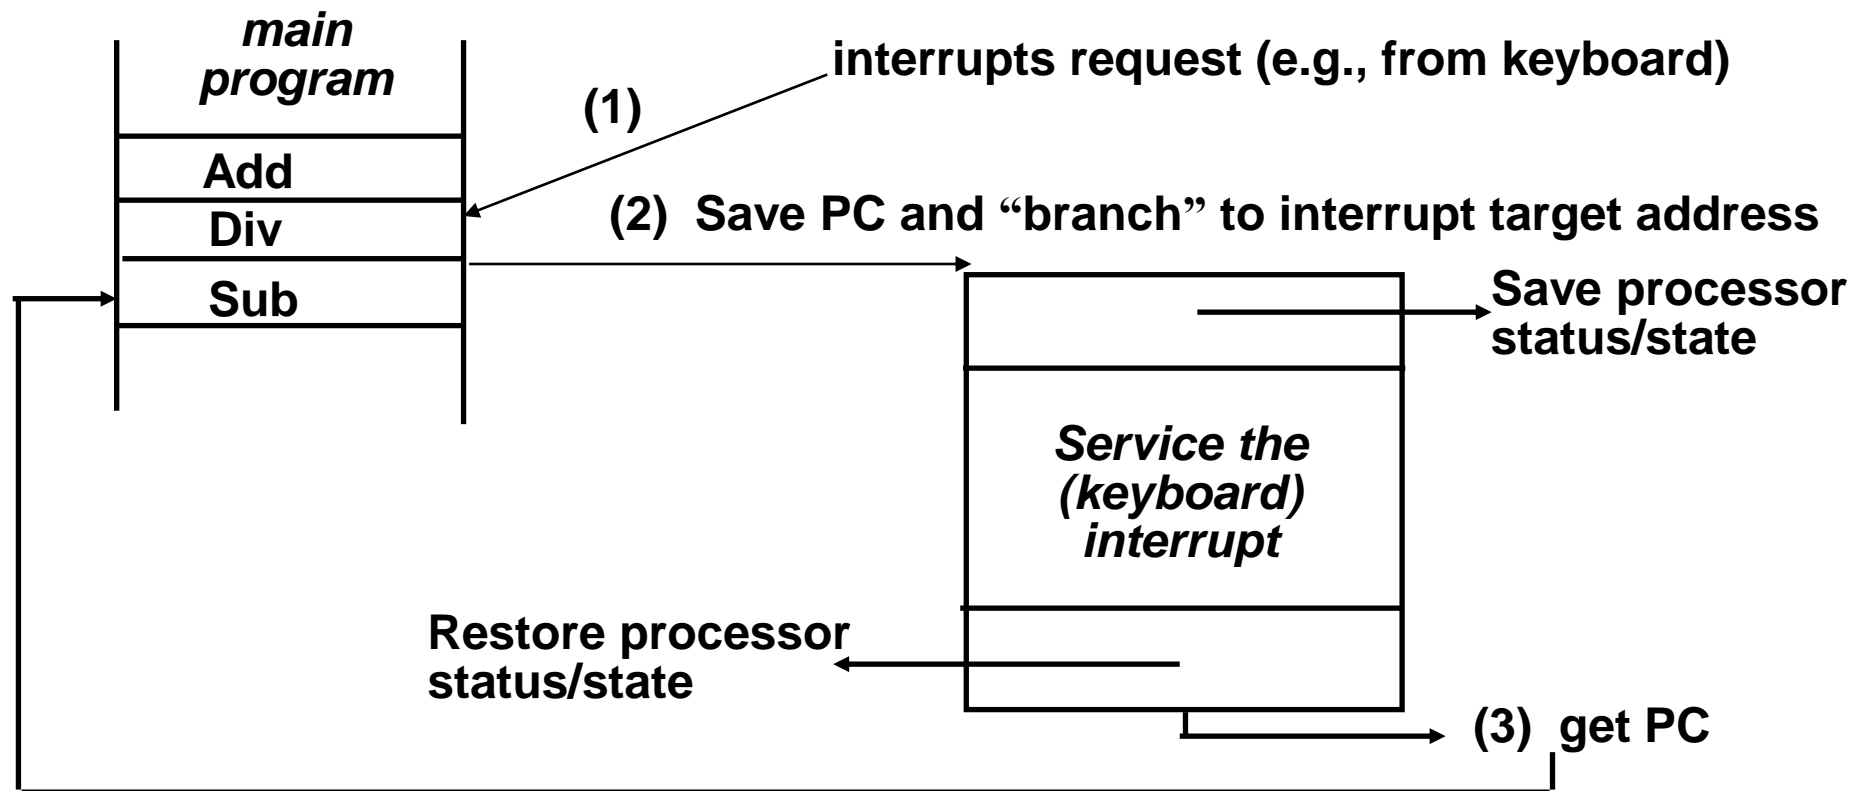 main
program
interrupts request (e.g., from keyboard)
(1)
Add
Div
Sub
(2) Save PC and “branch” to interrupt target address
Save processor
status/state
Service the
(keyboard)
interrupt
Restore processor
status/state
(3) get PC